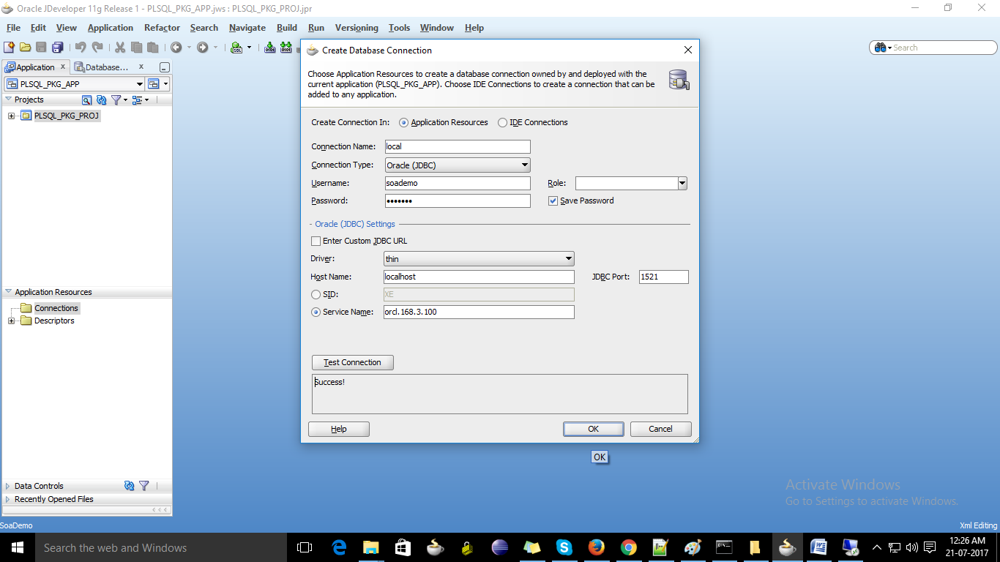 Oracle JDeveloper 11g Release 1 - PLSQL_PKG_APP.jws : PLSQL_PKG_PROJ.jpr
File Edit View Application Refactor Search Navigate Build Run Versioning Tools Window Help
Search
Application Database...
PLSQL_PKG_APP
Projects
PLSQL_PKG_PROJ
Application Resources
Connections
Descriptors
Data Controls
Recently Opened Files
SoaDemo
Create Database Connection
Choose Application Resources to create a database connection owned by and deployed with the
current application (PLSQL_PKG_APP). Choose IDE Connections to create a connection that can be
added to any application.
Create Connection In: Application Resources IDE Connections
Connection Name: local
Connection Type: Oracle (JDBC)
Username: soademo Role:
Password: ••••••• Save Password
- Oracle (JDBC) Settings
Enter Custom JDBC URL
Driver: thin
Host Name: localhost JDBC Port: 1521
SID: XE
Service Name: orcl.168.3.100
Test Connection
Success!
Help OK Cancel
OK
Activate Windows
Go to Settings to activate Windows.
Xml Editing
Search the web and Windows
12:26 AM
21-07-2017